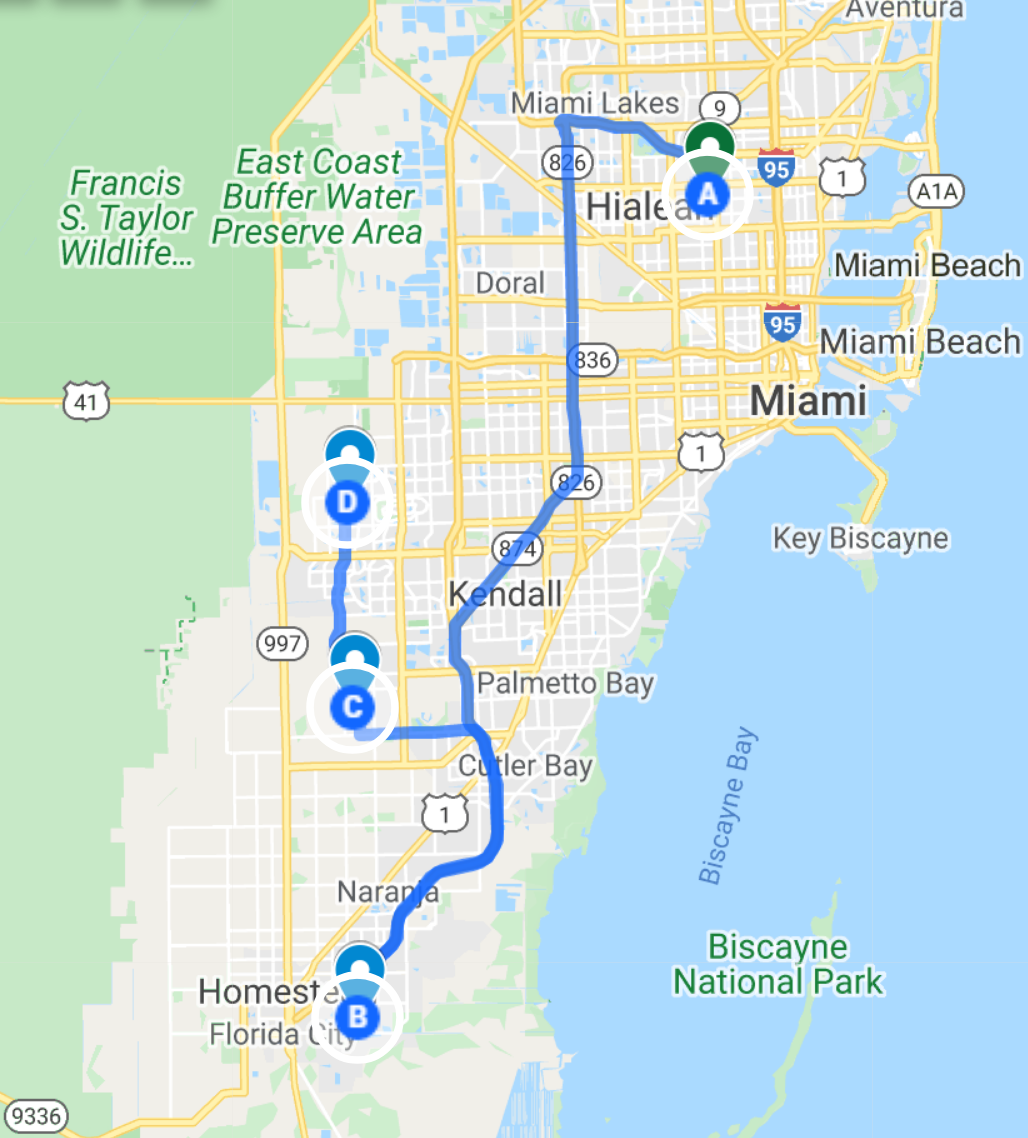 Aventura
Miami Lakes
9
826
95
1
A1A
East Coast
Buffer Water
Preserve Area
Francis
S. Taylor
Wildlife...
A
Miami Beach
Doral
95
Miami Beach
836
41
Miami
1
D
826
874
Key Biscayne
Kendall
997
C
Palmetto Bay
Cutler Bay
Biscayne Bay
1
Naranja
Biscayne
National Park
B
Florida City
9336